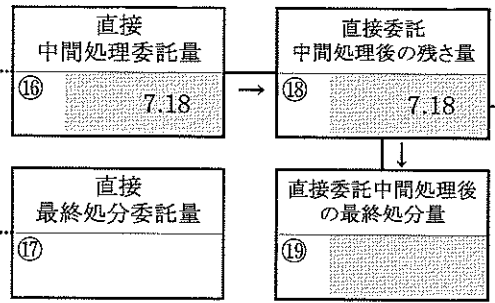 直接
中間処理委託量
⑯
7.18
→
直接委託
中間処理後の残さ量
⑱
7.18
↓
直接
最終処分委託量
⑰
直接委託中間処理後
の最終処分量
⑲